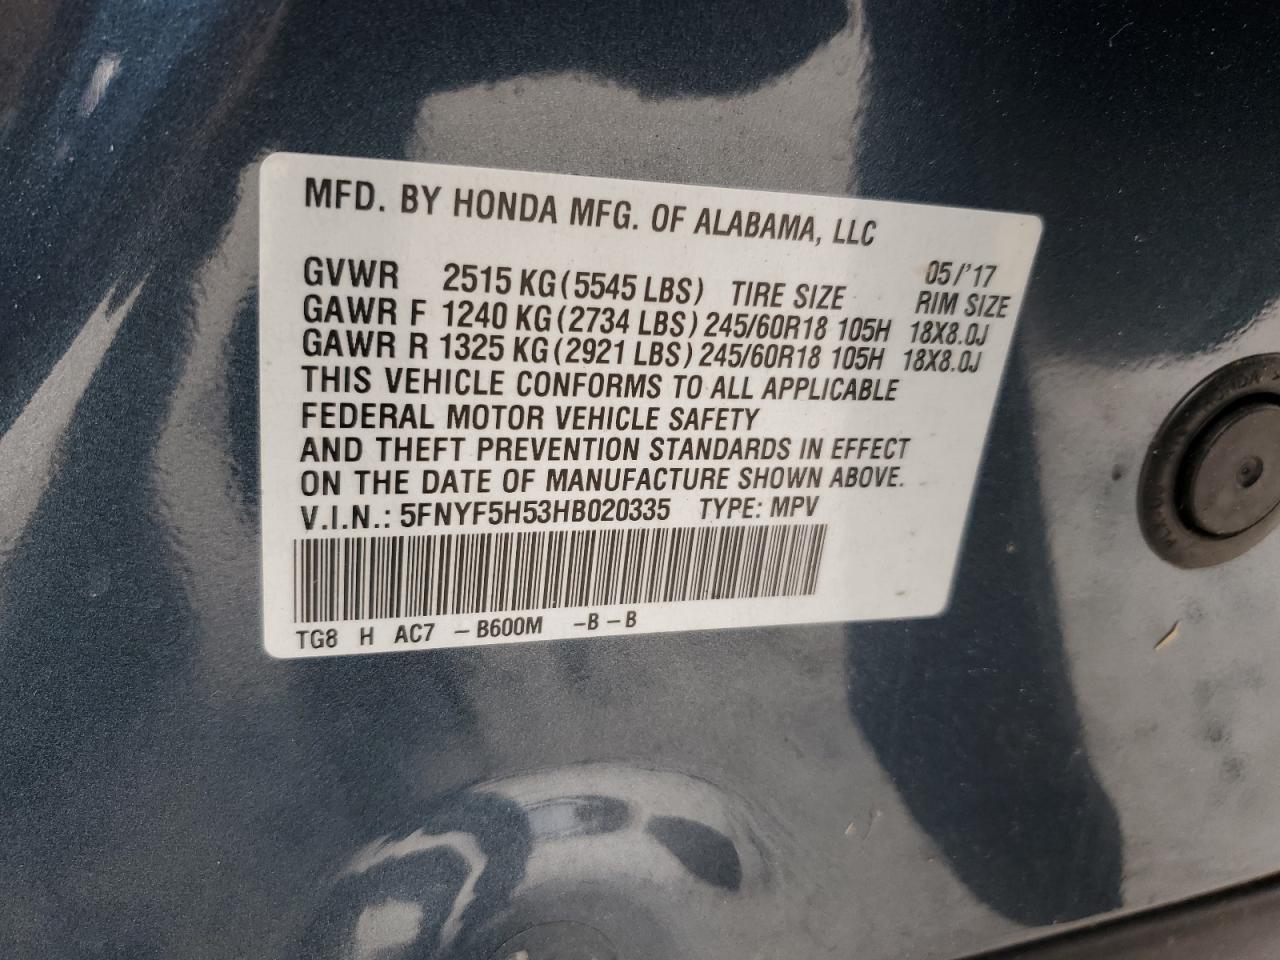 MFD. BY HONDA MFG. OF ALABAMA, LLC
05/'17
GVWR 2515 KG (5545 LBS) TIRE SIZE RIM SIZE
GAWR F 1240 KG (2734 LBS) 245/60R18 105H 18X8.0J
GAWR R 1325 KG (2921 LBS) 245/60R18 105H 18X8.0J
THIS VEHICLE CONFORMS TO ALL APPLICABLE
FEDERAL MOTOR VEHICLE SAFETY
AND THEFT PREVENTION STANDARDS IN EFFECT
ON THE DATE OF MANUFACTURE SHOWN ABOVE.
V.I.N.: 5FNYF5H53HB020335 TYPE: MPV
TG8 H AC7 -B600M -B-B
HONDA